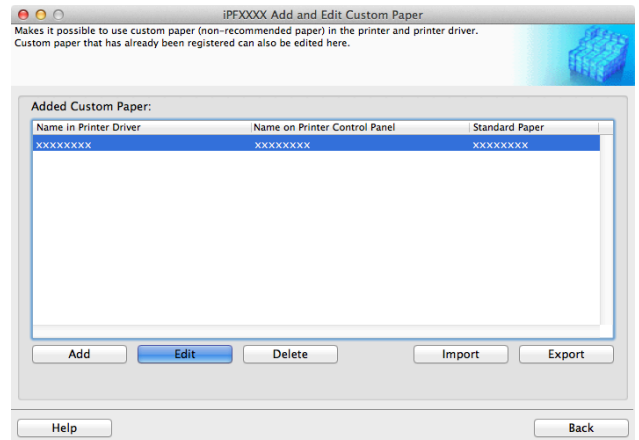 iPFXXXX Add and Edit Custom Paper
Makes it possible to use custom paper (non-recommended paper) in the printer and printer driver.
Custom paper that has already been registered can also be edited here.
Added Custom Paper:
Name in Printer Driver Name on Printer Control Panel Standard Paper
xxxxxxxx xxxxxxxx xxxxxxxx
Add Edit Delete Import Export
Help Back